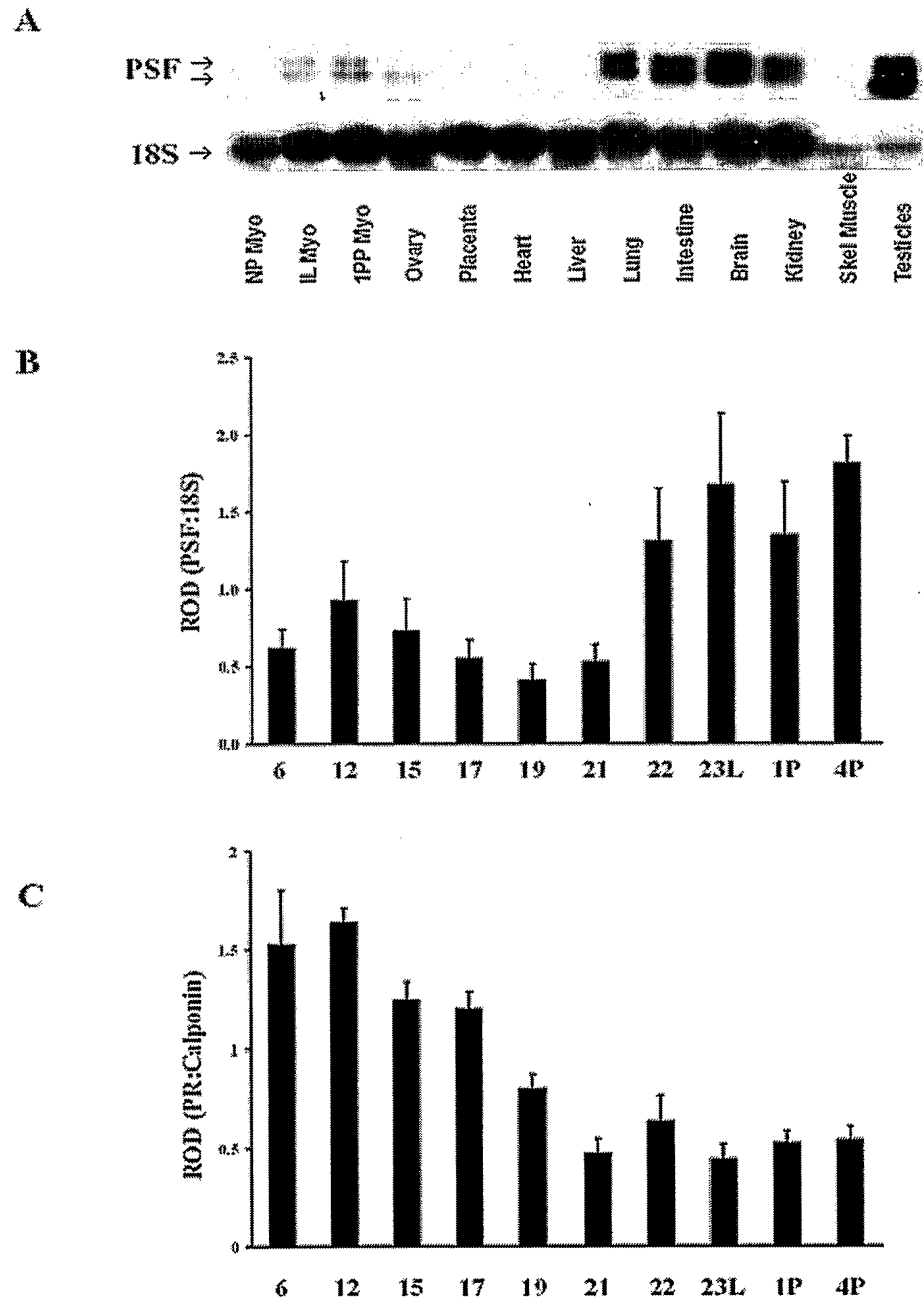 A
PSF →
→
18S →
NP Myo
IL Myo
1PP Myo
Ovary
Placenta
Heart
Liver
Lung
Intestine
Brain
Kidney
Skel Muscle
Testicles
B
ROD (PSF:18S)
2.5
2.0
1.5
1.0
0.5
0.0
6 12 15 17 19 21 22 23L 1P 4P
C
ROD (PR:Calponin)
2
1.5
1
0.5
0
6 12 15 17 19 21 22 23L 1P 4P